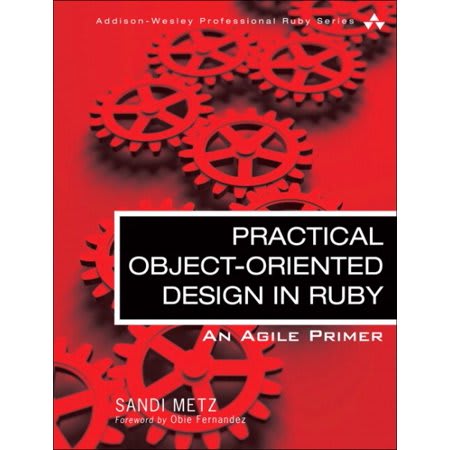 Addison-Wesley Professional Ruby Series
PRACTICAL
OBJECT-ORIENTED
DESIGN IN RUBY
AN AGILE PRIMER
SANDI METZ
Foreword by Obie Fernandez